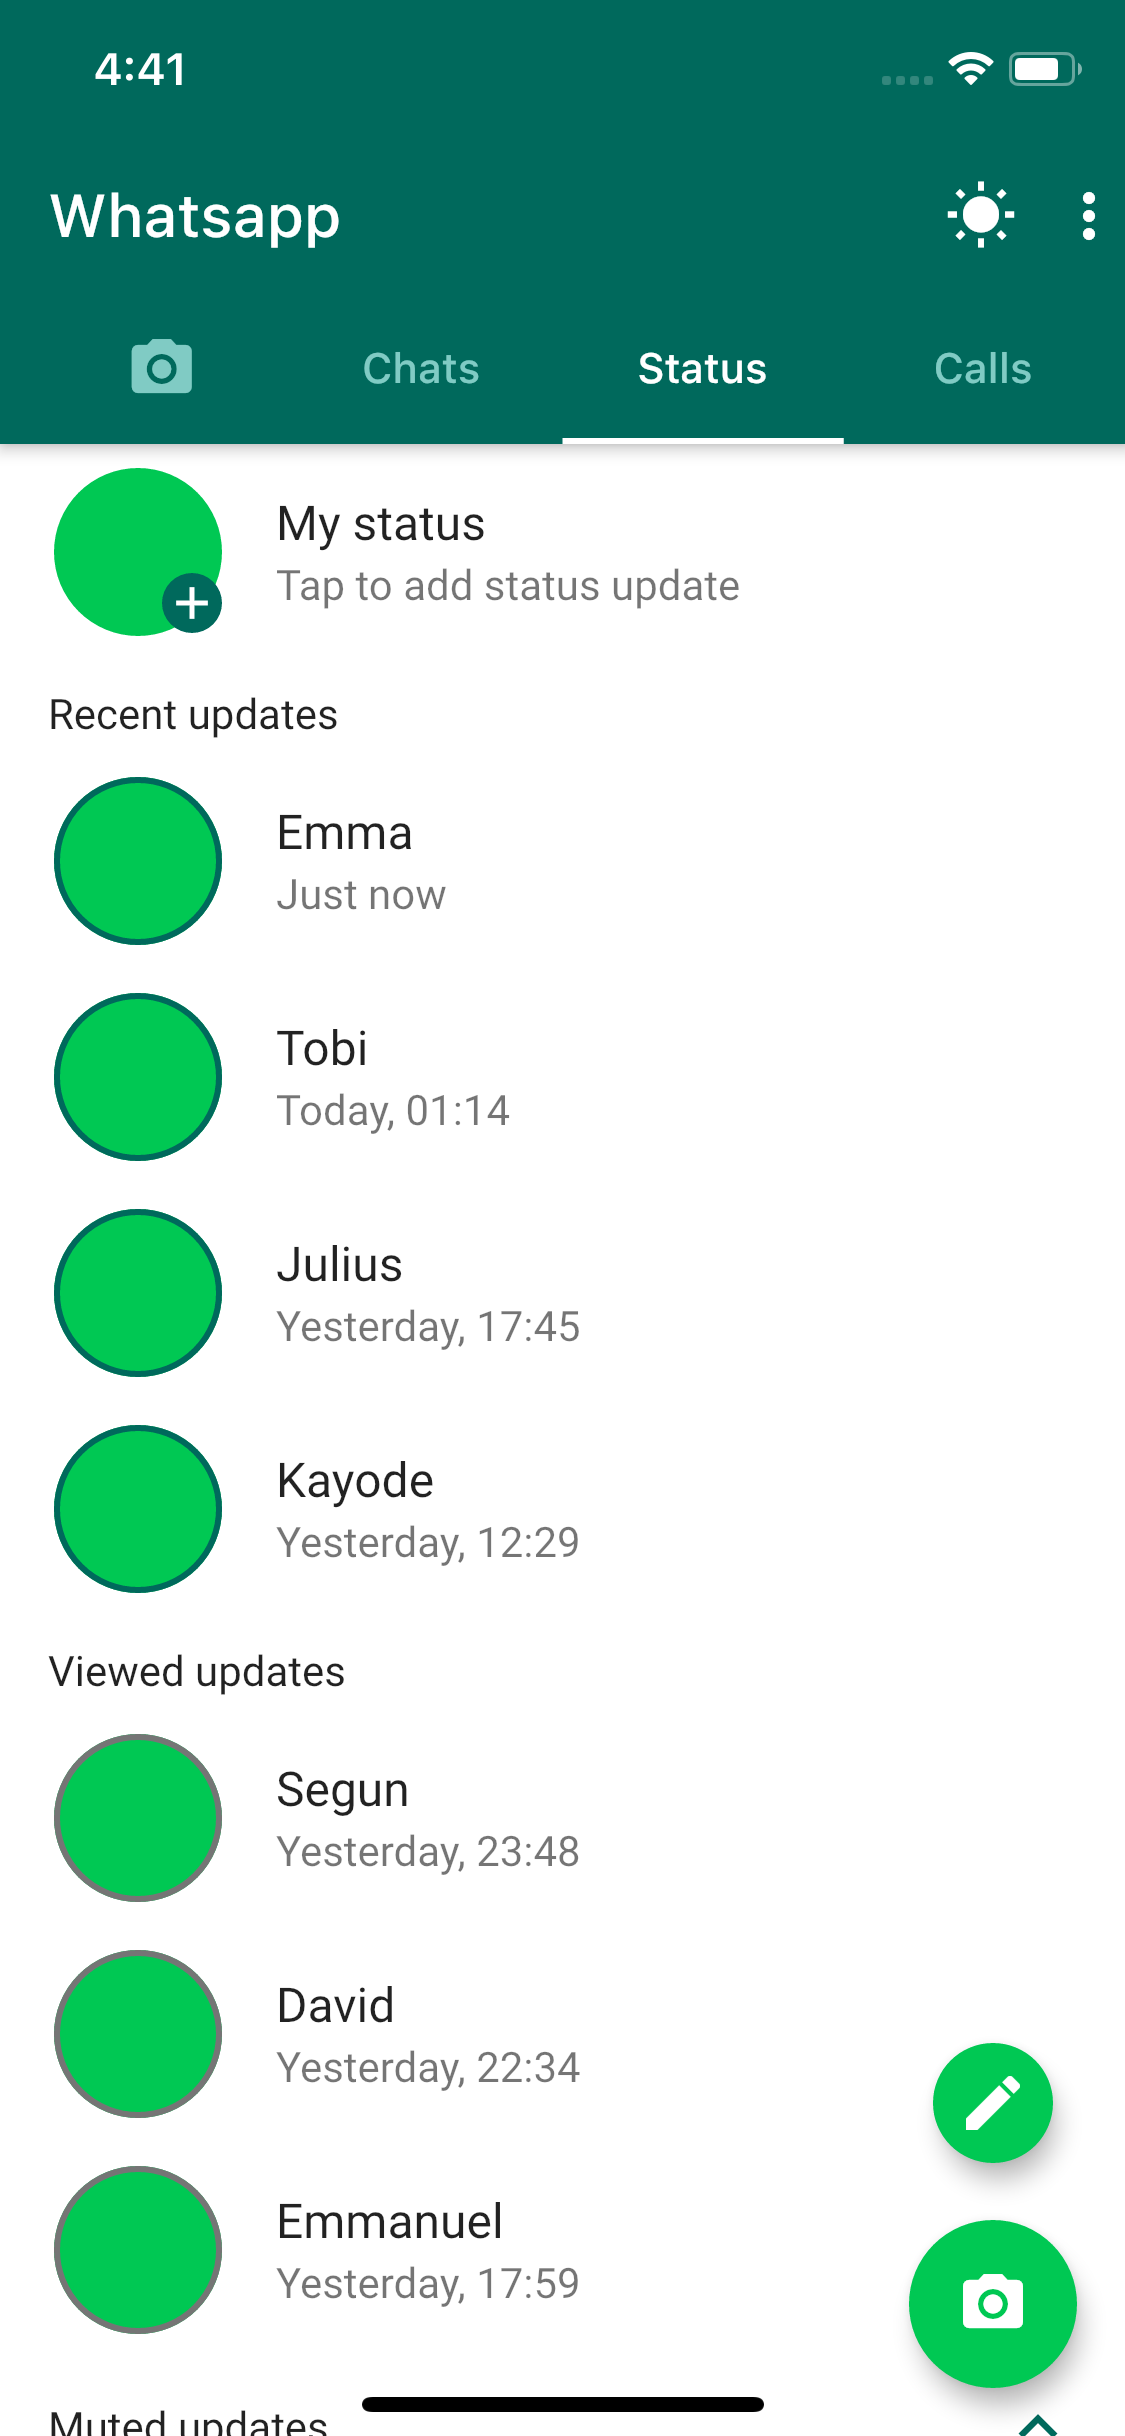 4:41
Whatsapp
Chats
Status
Calls
My status
Tap to add status update
Recent updates
Emma
Just now
Tobi
Today, 01:14
Julius
Yesterday, 17:45
Kayode
Yesterday, 12:29
Viewed updates
Segun
Yesterday, 23:48
David
Yesterday, 22:34
Emmanuel
Yesterday, 17:59
Muted updates